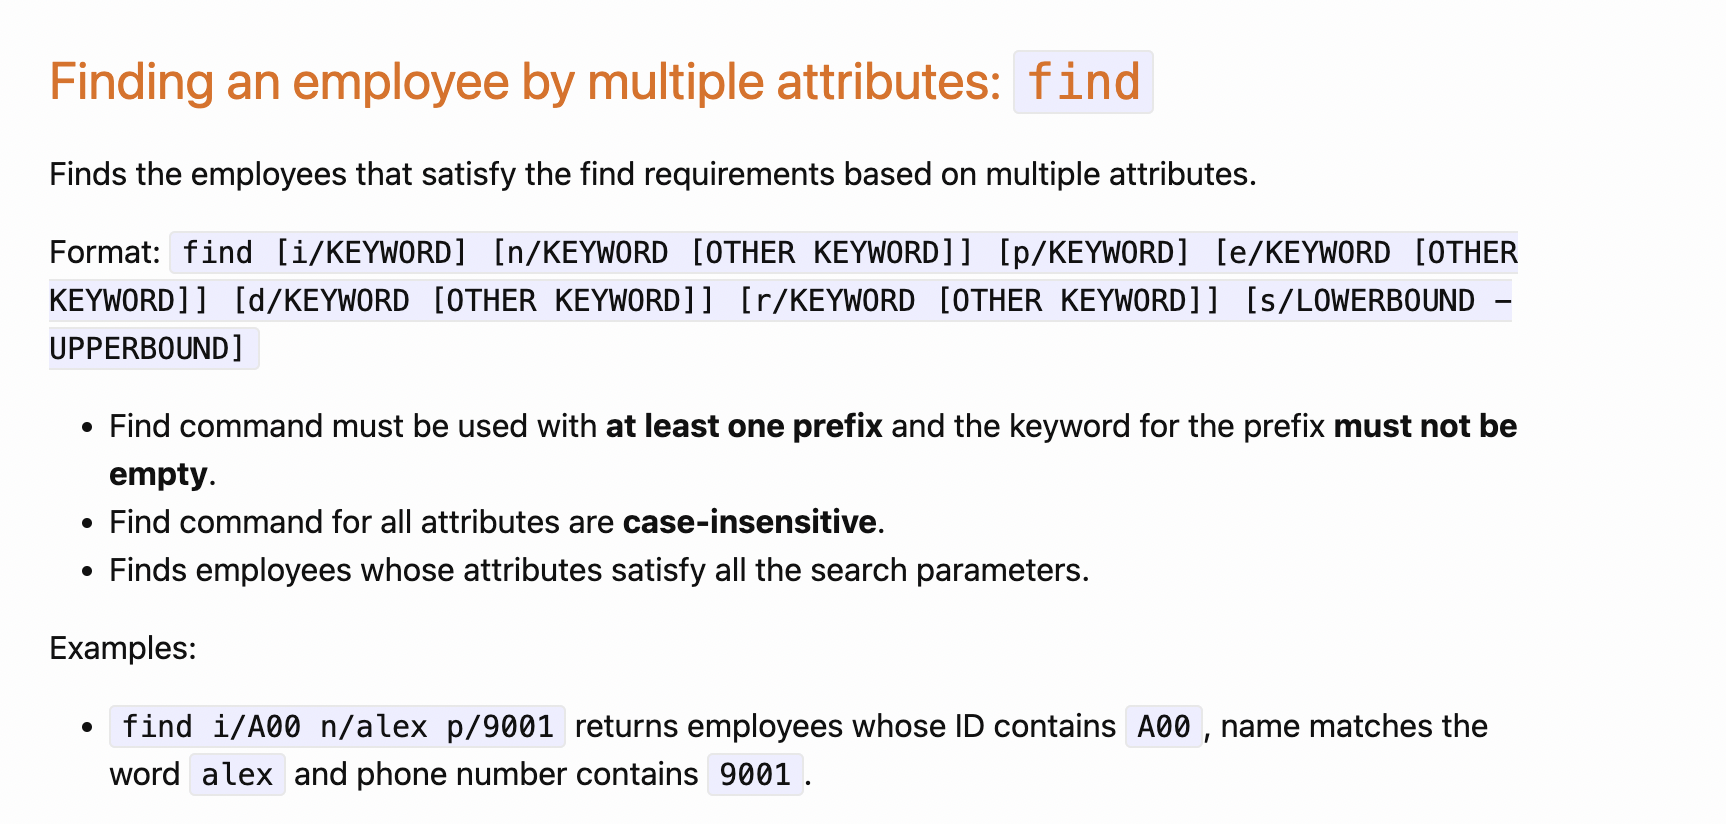 Finding an employee by multiple attributes: find
Finds the employees that satisfy the find requirements based on multiple attributes.
Format: find [i/KEYWORD] [n/KEYWORD [OTHER KEYWORD]] [p/KEYWORD] [e/KEYWORD [OTHER
KEYWORD]] [d/KEYWORD [OTHER KEYWORD]] [r/KEYWORD [OTHER KEYWORD]] [s/LOWERBOUND –
UPPERBOUND]
• Find command must be used with at least one prefix and the keyword for the prefix must not be
empty.
• Find command for all attributes are case-insensitive.
• Finds employees whose attributes satisfy all the search parameters.
Examples:
• find i/A00 n/alex p/9001 returns employees whose ID contains A00 , name matches the
word alex and phone number contains 9001 .